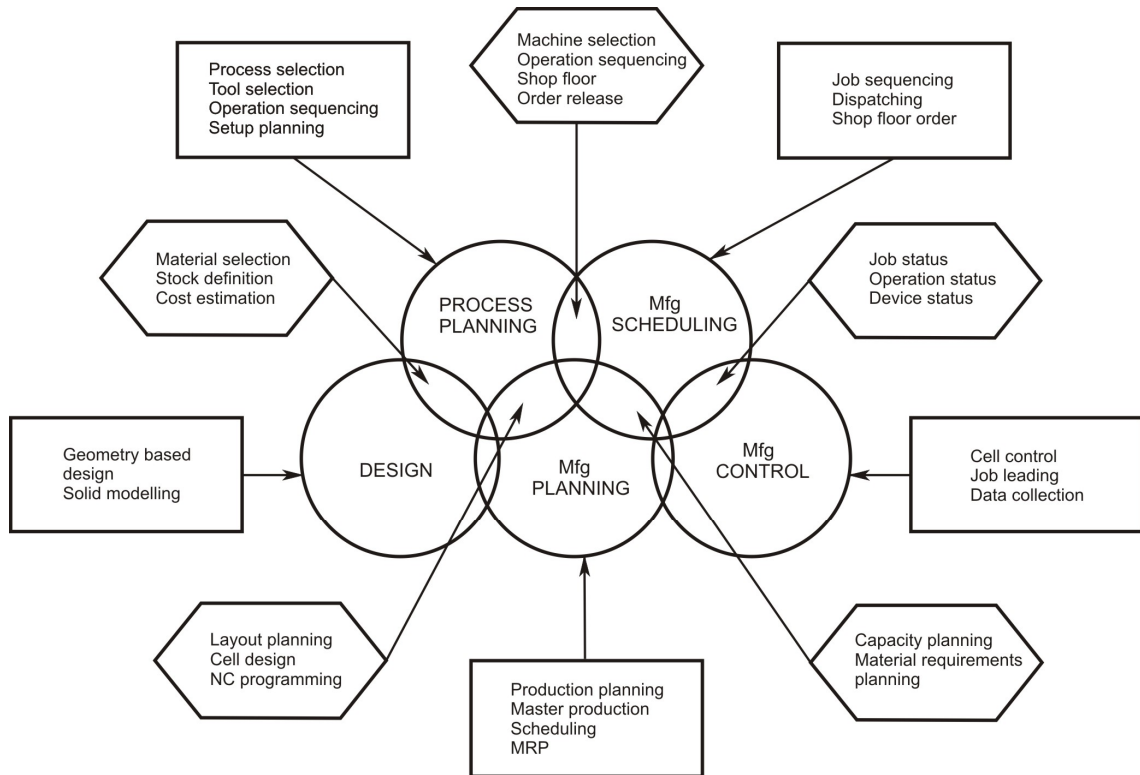 Machine selection
Operation sequencing
Shop floor
Order release
Process selection
Tool selection
Operation sequencing
Setup planning
Job sequencing
Dispatching
Shop floor order
Material selection
Stock definition
Cost estimation
Job status
Operation status
Device status
PROCESS
PLANNING
Mfg
SCHEDULING
Geometry based
design
Solid modelling
DESIGN
Mfg
PLANNING
Mfg
CONTROL
Cell control
Job leading
Data collection
Layout planning
Cell design
NC programming
Production planning
Master production
Scheduling
MRP
Capacity planning
Material requirements
planning